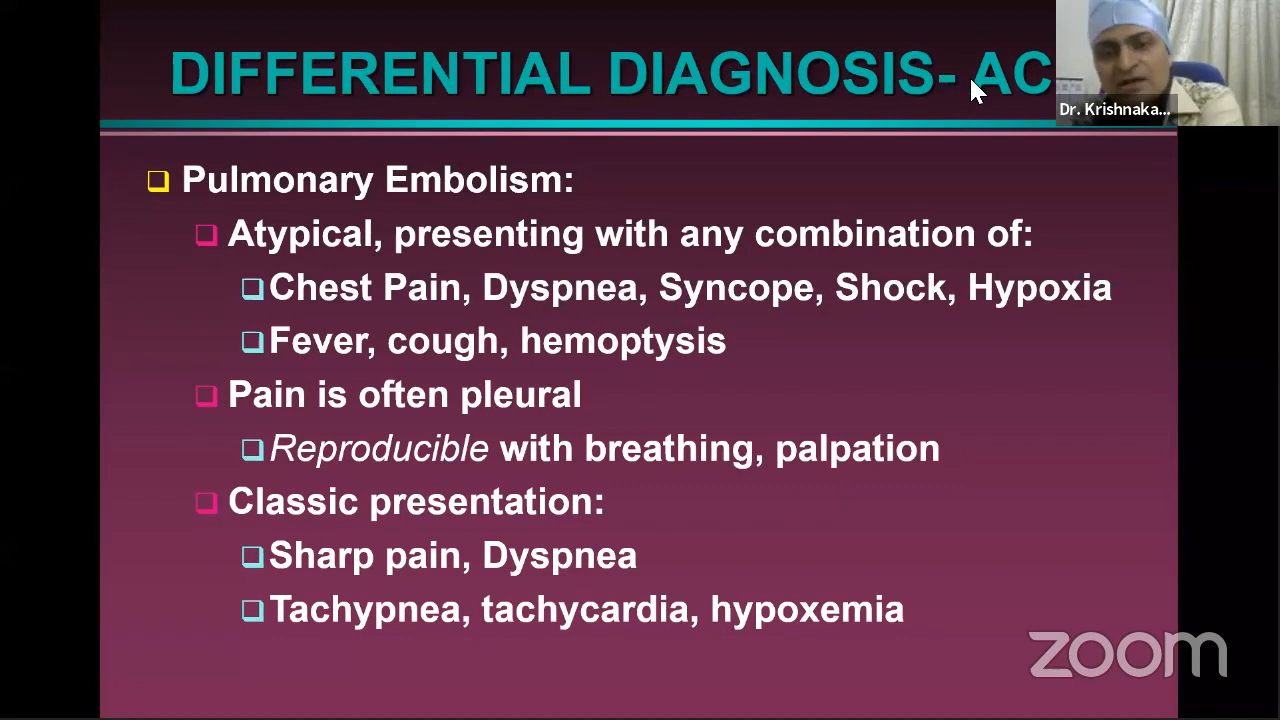 DIFFERENTIAL DIAGNOSIS- AC
Dr. Krishnaka...
Pulmonary Embolism:
Atypical, presenting with any combination of:
Chest Pain, Dyspnea, Syncope, Shock, Hypoxia
Fever, cough, hemoptysis
Pain is often pleural
Reproducible with breathing, palpation
Classic presentation:
Sharp pain, Dyspnea
Tachypnea, tachycardia, hypoxemia
zoom